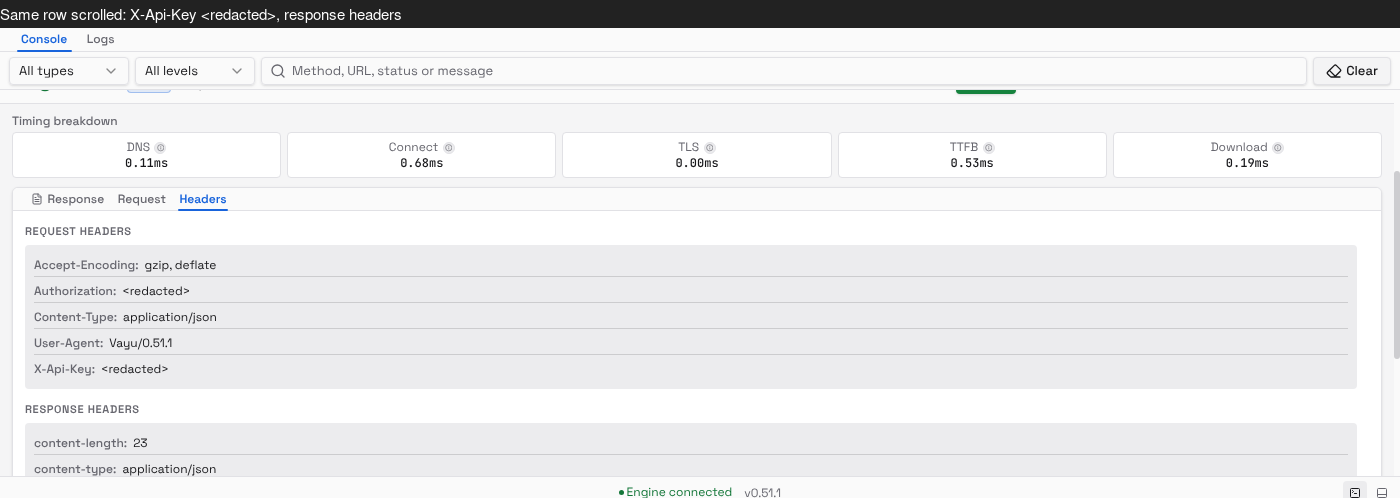 Same row scrolled: X-Api-Key <redacted>, response headers
Console Logs
All types All levels Method, URL, status or message Clear
Timing breakdown
DNS Connect TLS TTFB Download
0.11ms 0.68ms 0.00ms 0.53ms 0.19ms
Response Request Headers
REQUEST HEADERS
Accept-Encoding: gzip, deflate
Authorization: <redacted>
Content-Type: application/json
User-Agent: Vayu/0.51.1
X-Api-Key: <redacted>
RESPONSE HEADERS
content-length: 23
content-type: application/json
Engine connected v0.51.1